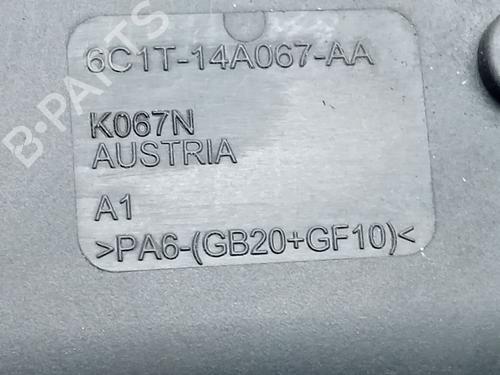 6C1T-14A067-AA
K067N
AUSTRIA
A1
>PA6-(GB20+GF10)<
B-PARTS